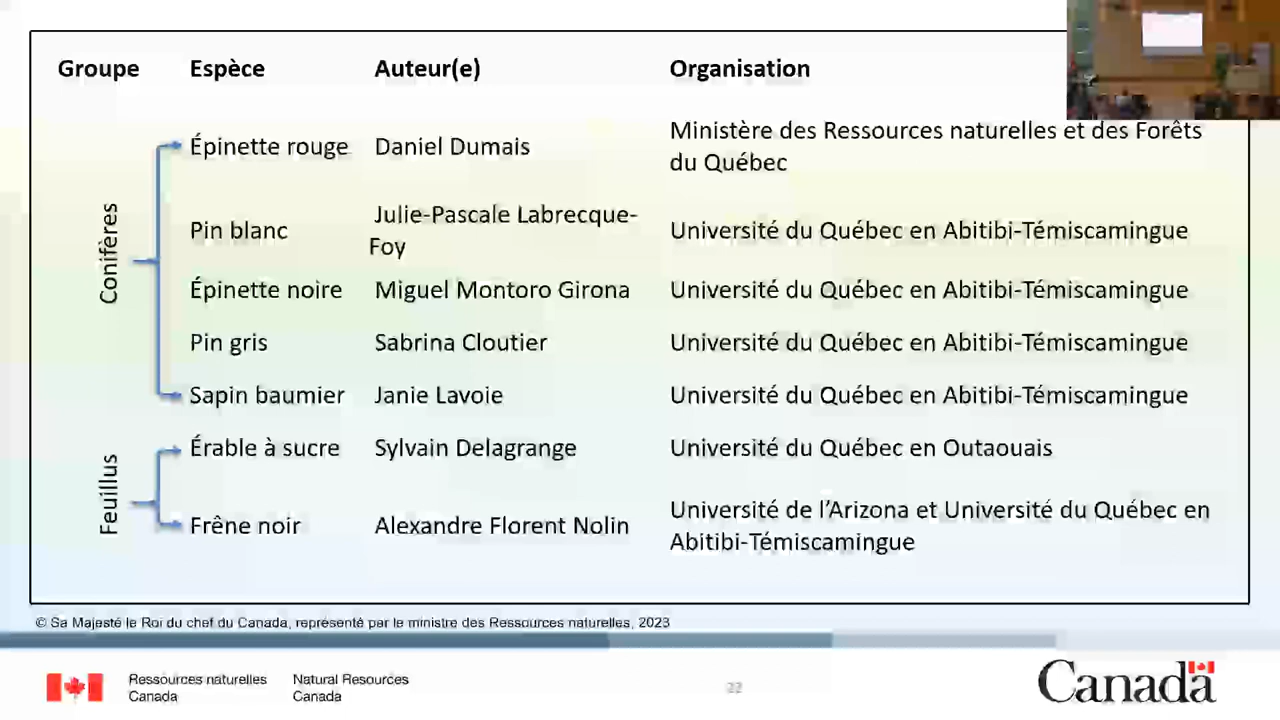 Groupe Espèce Auteur(e) Organisation
Conifères
Épinette rouge Daniel Dumais Ministère des Ressources naturelles et des Forêts
du Québec
Pin blanc Julie-Pascale Labrecque-
Foy Université du Québec en Abitibi-Témiscamingue
Épinette noire Miguel Montoro Girona Université du Québec en Abitibi-Témiscamingue
Pin gris Sabrina Cloutier Université du Québec en Abitibi-Témiscamingue
Sapin baumier Janie Lavoie Université du Québec en Abitibi-Témiscamingue
Feuillus
Érable à sucre Sylvain Delagrange Université du Québec en Outaouais
Frêne noir Alexandre Florent Nolin Université de l’Arizona et Université du Québec en
Abitibi-Témiscamingue
© Sa Majesté le Roi du chef du Canada, représenté par le ministre des Ressources naturelles, 2023
Ressources naturelles Natural Resources
Canada Canada
22
Canada